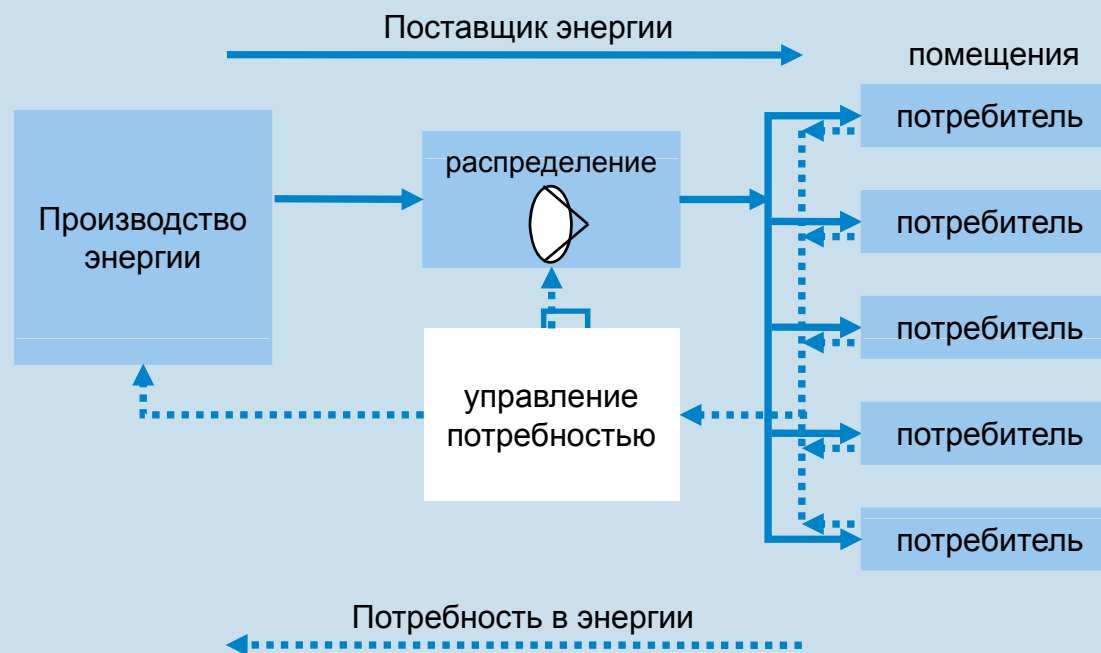 Поставщик энергии
помещения
потребитель
распределение
Производство
энергии
потребитель
потребитель
управление
потребностью
потребитель
потребитель
Потребность в энергии